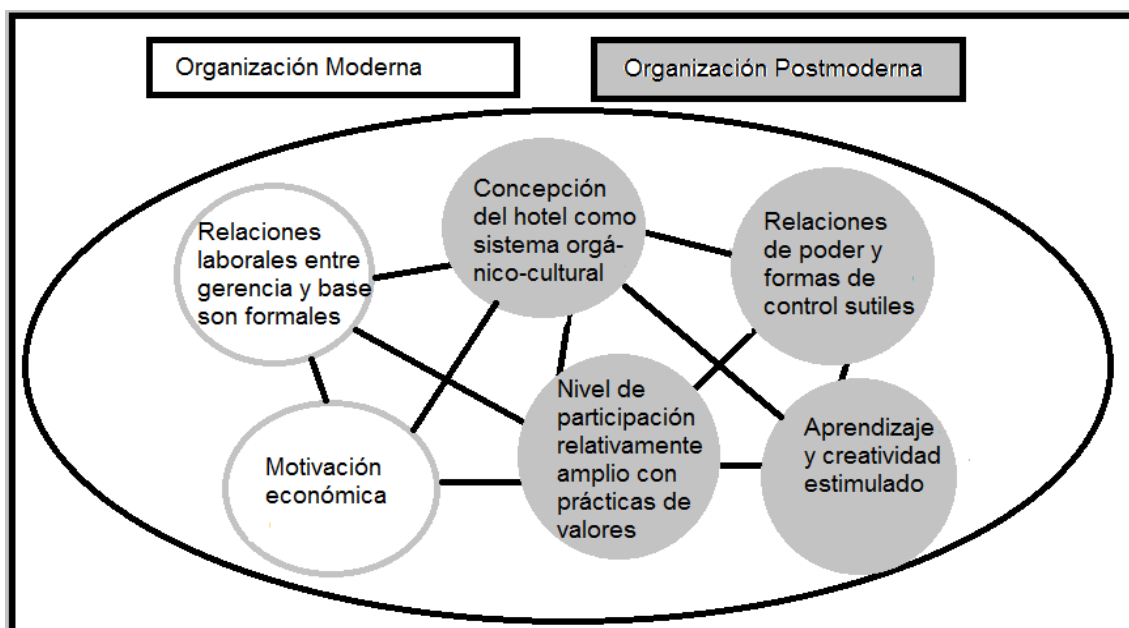 Organización Moderna
Organización Postmoderna
Relaciones
laborales entre
gerencia y base
son formales
Concepción
del hotel como
sistema orgá-
nico-cultural
Relaciones
de poder y
formas de
control sutiles
Motivación
económica
Nivel de
participación
relativamente
amplio con
prácticas de
valores
Aprendizaje
y creatividad
estimulado